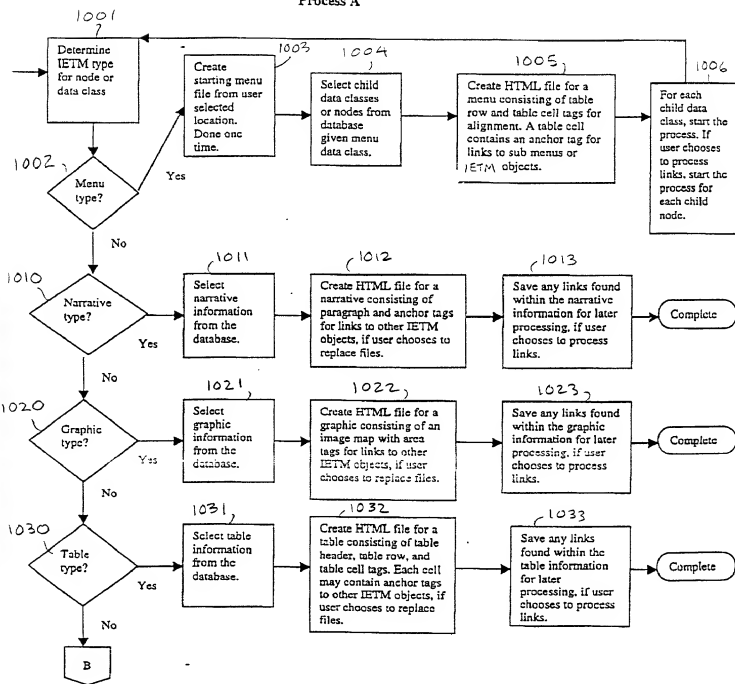 Process A
1001
Determine
IETM type
for node or
data class
1003
Create
starting menu
file from user
selected
location.
Done one
time.
1004
Select child
data classes
or nodes from
database
given menu
data class.
1005
Create HTML file for a
menu consisting of table
row and table cell tags for
alignment. A table cell
contains an anchor tag for
links to sub menus or
IETM objects.
1006
For each
child data
class, start the
process. If
user chooses
to process
links, start the
process for
each child
node.
1002
Menu
type?
Yes
No
1010
Narrative
type?
Yes
1011
Select
narrative
information
from the
database.
1012
Create HTML file for a
narrative consisting of
paragraph and anchor tags
for links to other IETM
objects, if user chooses to
replace files.
1013
Save any links found
within the narrative
information for later
processing, if user
chooses to process
links.
Complete
No
1020
Graphic
type?
Yes
1021
Select
graphic
information
from the
database.
1022
Create HTML file for a
graphic consisting of an
image map with area
tags for links to other
IETM objects, if user
chooses to replace files.
1023
Save any links found
within the graphic
information for later
processing, if user
chooses to process
links.
Complete
No
1030
Table
type?
Yes
1031
Select table
information
from the
database.
1032
Create HTML file for a
table consisting of table
header, table row, and
table cell tags. Each cell
may contain anchor tags
to other IETM objects, if
user chooses to replace
files.
1033
Save any links
found within the
table information
for later
processing, if user
chooses to process
links.
Complete
No
B